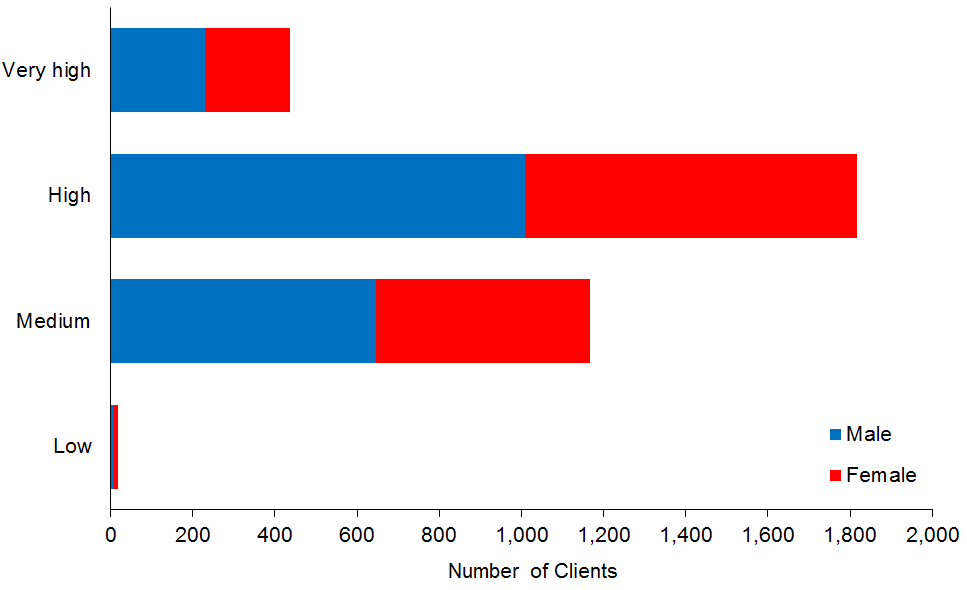 Very high
High
Medium
Low
Male
Female
0 200 400 600 800 1,000 1,200 1,400 1,600 1,800 2,000
Number of Clients